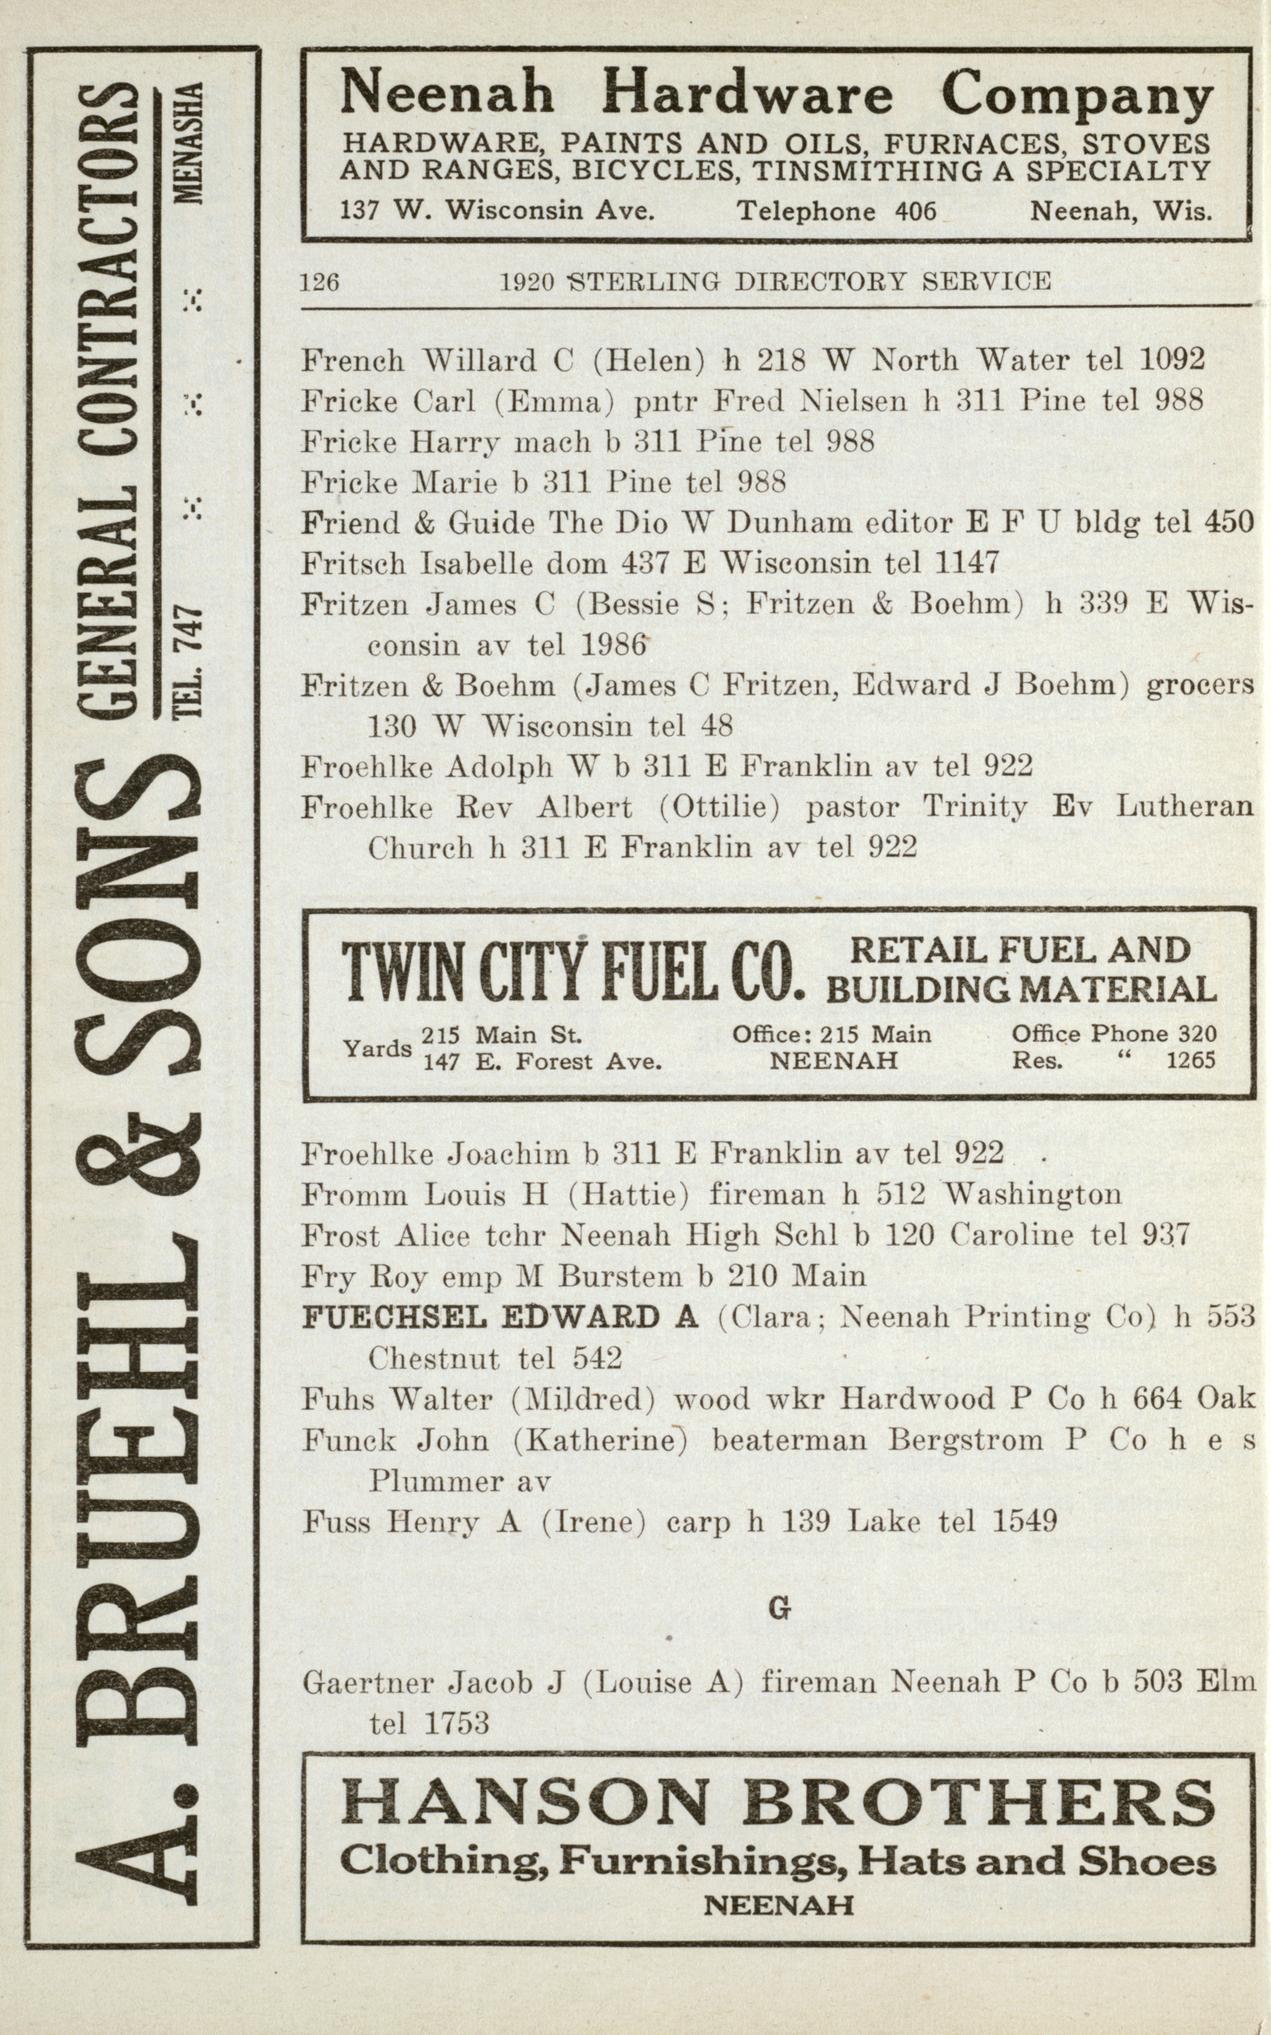 A. BRUEHL & SONS GENERAL CONTRACTORS
TEL. 747 MENASHA
Neenah Hardware Company
HARDWARE, PAINTS AND OILS, FURNACES, STOVES
AND RANGES, BICYCLES, TINSMITHING A SPECIALTY
137 W. Wisconsin Ave. Telephone 406 Neenah, Wis.
126 1920 STERLING DIRECTORY SERVICE
French Willard C (Helen) h 218 W North Water tel 1092
Fricke Carl (Emma) pntr Fred Nielsen h 311 Pine tel 988
Fricke Harry mach b 311 Pine tel 988
Fricke Marie b 311 Pine tel 988
Friend & Guide The Dio W Dunham editor E F U bldg tel 450
Fritsch Isabelle dom 437 E Wisconsin tel 1147
Fritzen James C (Bessie S; Fritzen & Boehm) h 339 E Wis-
consin av tel 1986
Fritzen & Boehm (James C Fritzen, Edward J Boehm) grocers
130 W Wisconsin tel 48
Froehlke Adolph W b 311 E Franklin av tel 922
Froehlke Rev Albert (Ottilie) pastor Trinity Ev Lutheran
Church h 311 E Franklin av tel 922
TWIN CITY FUEL CO. RETAIL FUEL AND
BUILDING MATERIAL
Yards 215 Main St. Office: 215 Main Office Phone 320
147 E. Forest Ave. NEENAH Res. " 1265
Froehlke Joachim b 311 E Franklin av tel 922
Fromm Louis H (Hattie) fireman h 512 Washington
Frost Alice tchr Neenah High Schl b 120 Caroline tel 937
Fry Roy emp M Burstem b 210 Main
FUECHSEL EDWARD A (Clara; Neenah Printing Co) h 553
Chestnut tel 542
Fuhs Walter (Mildred) wood wkr Hardwood P Co h 664 Oak
Funck John (Katherine) beaterman Bergstrom P Co h e s
Plummer av
Fuss Henry A (Irene) carp h 139 Lake tel 1549
G
Gaertner Jacob J (Louise A) fireman Neenah P Co b 503 Elm
tel 1753
HANSON BROTHERS
Clothing, Furnishings, Hats and Shoes
NEENAH